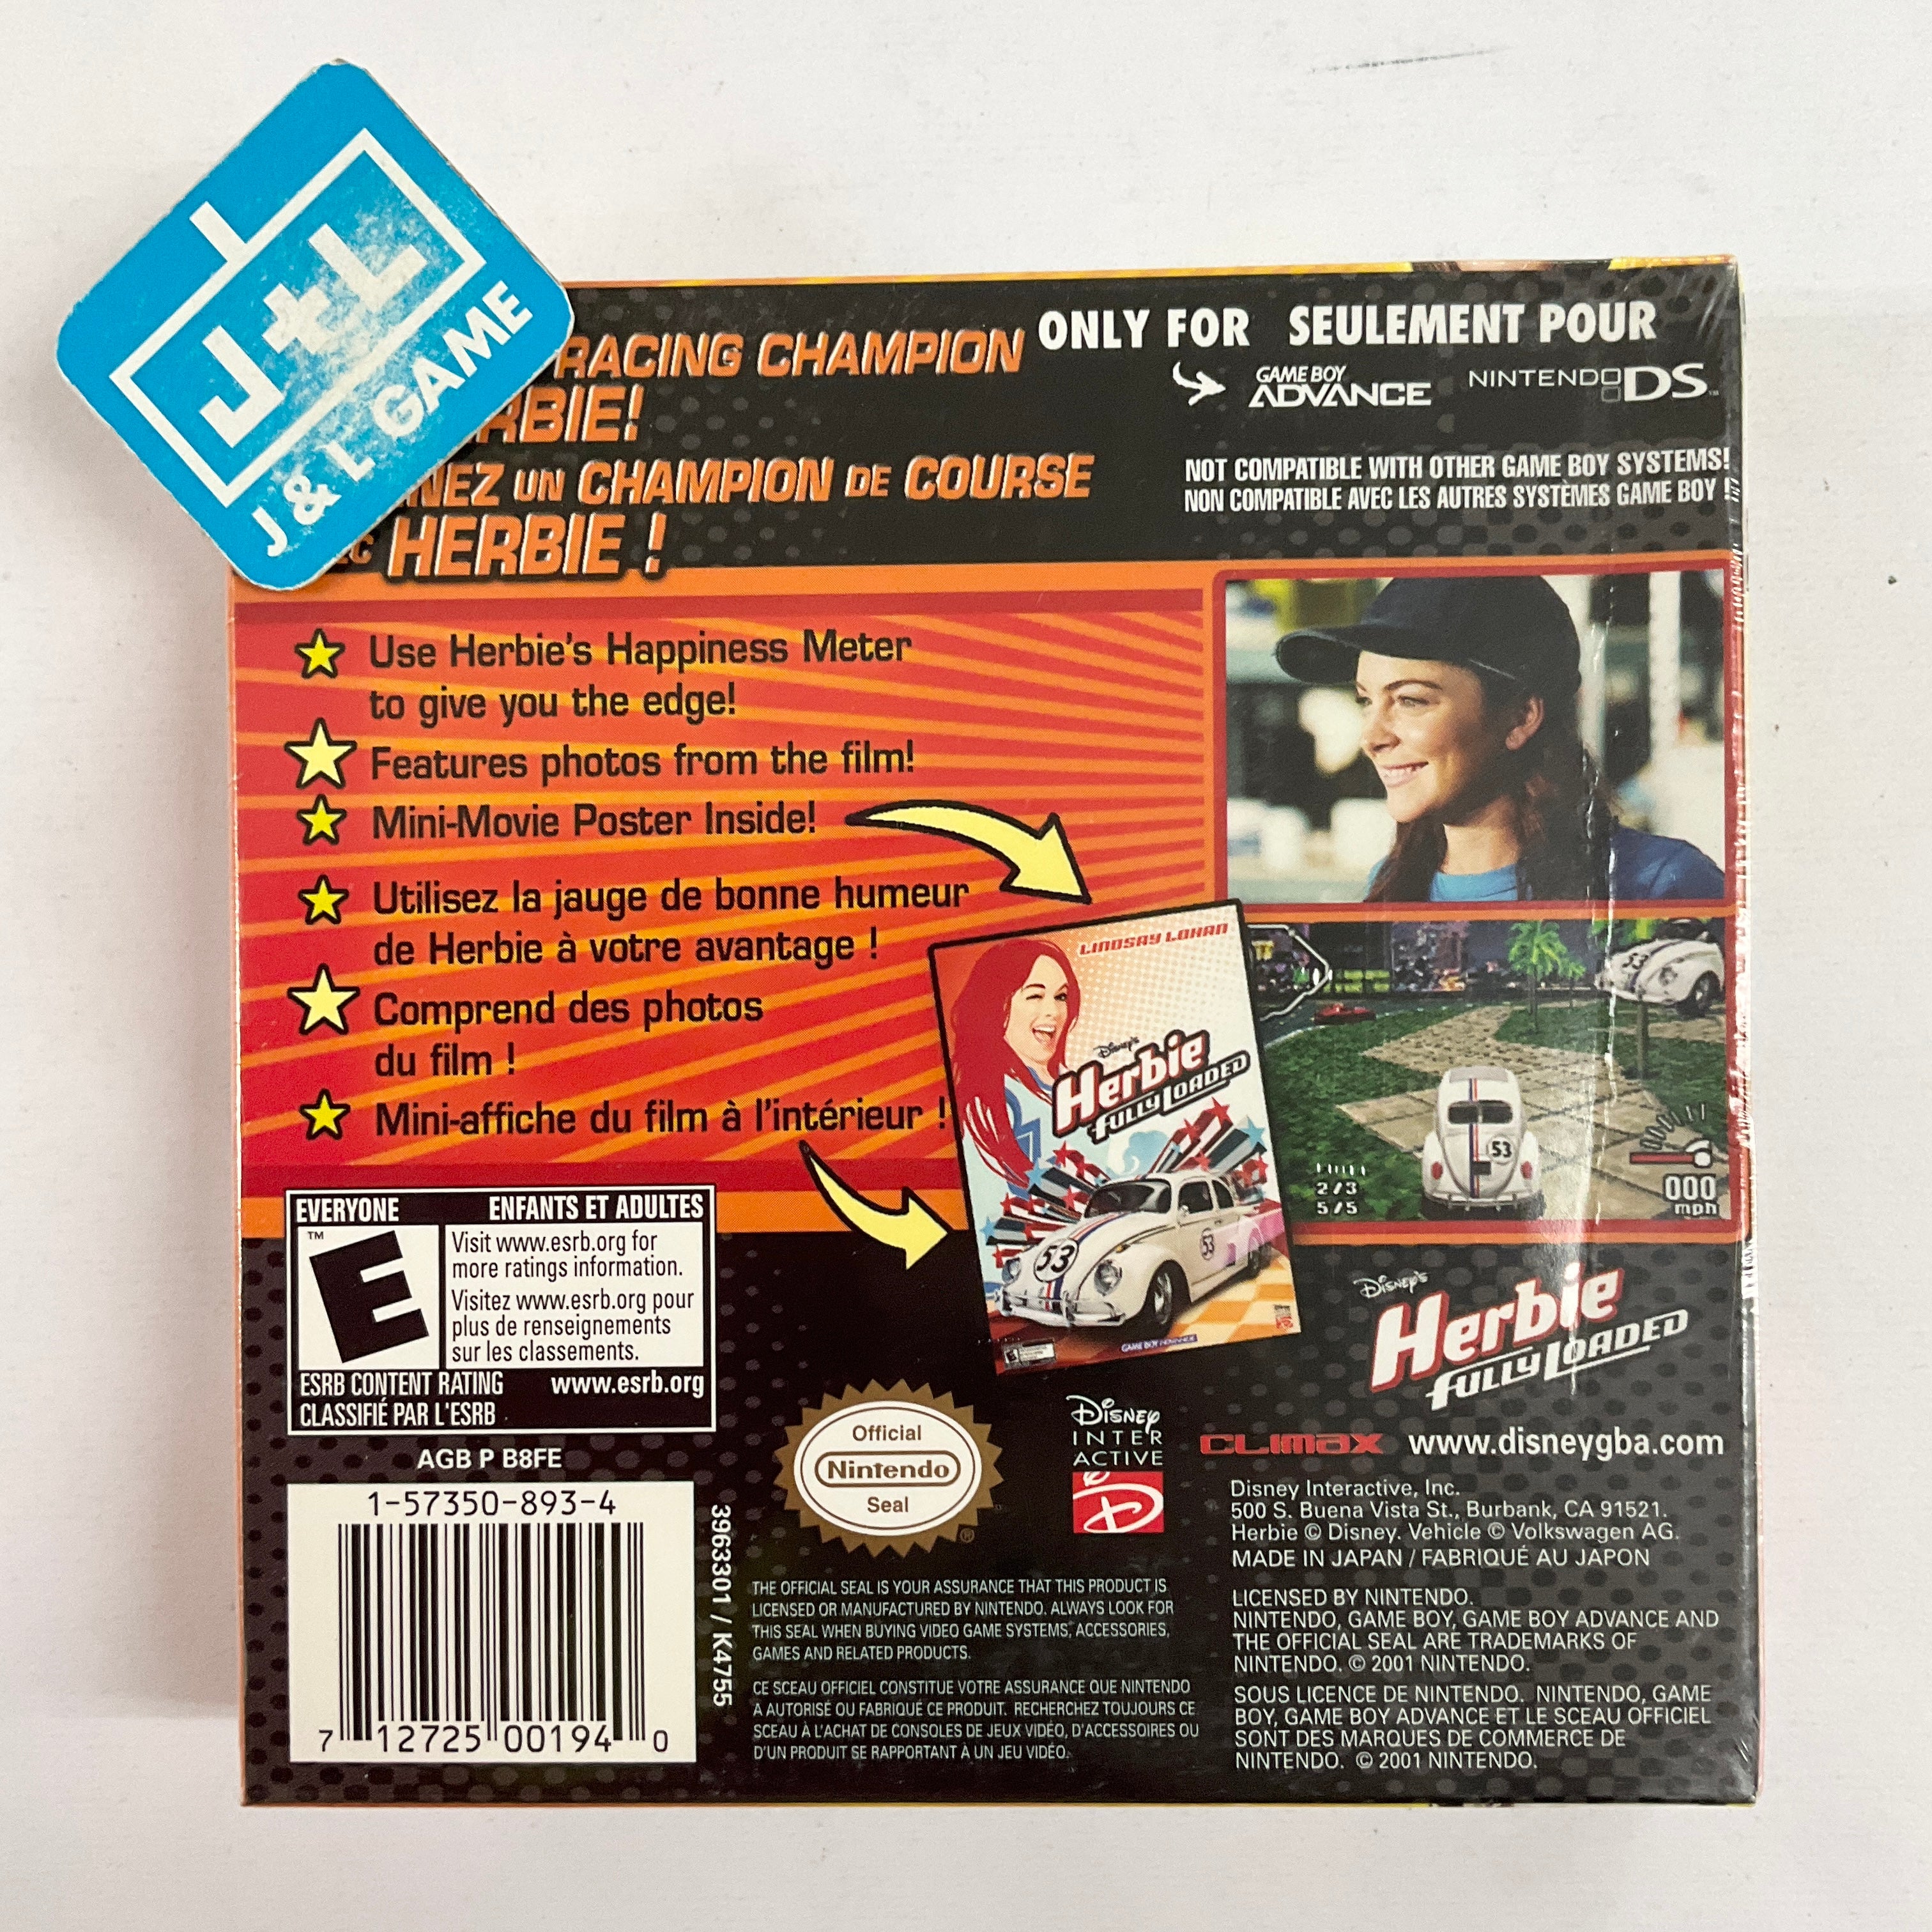 J+L
J & L GAME
RACING CHAMPION
HERBIE!
UN CHAMPION DE COURSE
HERBIE !
ONLY FOR SEULEMENT POUR
GAME BOY ADVANCE NINTENDO DS™
NOT COMPATIBLE WITH OTHER GAME BOY SYSTEMS!
NON COMPATIBLE AVEC LES AUTRES SYSTÈMES GAME BOY !
Use Herbie's Happiness Meter
to give you the edge!
Features photos from the film!
Mini-Movie Poster Inside!
Utilisez la jauge de bonne humeur
de Herbie à votre avantage !
Comprend des photos
du film !
Mini-affiche du film à l'intérieur !
LINDSAY LOHAN
Disney's
Herbie
FULLY LOADED
53
53
GAME BOY ADVANCE
53
53
2/3
5/5
000
mph
EVERYONE ENFANTS ET ADULTES
™
E
Visit www.esrb.org for
more ratings information.
Visitez www.esrb.org pour
plus de renseignements
sur les classements.
ESRB CONTENT RATING www.esrb.org
CLASSIFIÉ PAR L'ESRB
AGB P B8FE
1-57350-893-4
7 12725 00194 0
3963301 / K4755
Official
Nintendo
Seal
®
Disney
INTER
ACTIVE
Disney's
Herbie
FULLY LOADED
CLIMAX www.disneygba.com
Disney Interactive, Inc.
500 S. Buena Vista St., Burbank, CA 91521.
Herbie © Disney. Vehicle © Volkswagen AG.
MADE IN JAPAN / FABRIQUÉ AU JAPON
THE OFFICIAL SEAL IS YOUR ASSURANCE THAT THIS PRODUCT IS
LICENSED OR MANUFACTURED BY NINTENDO. ALWAYS LOOK FOR
THIS SEAL WHEN BUYING VIDEO GAME SYSTEMS, ACCESSORIES,
GAMES AND RELATED PRODUCTS.
CE SCEAU OFFICIEL CONSTITUE VOTRE ASSURANCE QUE NINTENDO
A AUTORISÉ OU FABRIQUÉ CE PRODUIT. RECHERCHEZ TOUJOURS CE
SCEAU À L'ACHAT DE CONSOLES DE JEUX VIDÉO, D'ACCESSOIRES OU
D'UN PRODUIT SE RAPPORTANT À UN JEU VIDÉO.
LICENSED BY NINTENDO.
NINTENDO, GAME BOY, GAME BOY ADVANCE AND
THE OFFICIAL SEAL ARE TRADEMARKS OF
NINTENDO. © 2001 NINTENDO.
SOUS LICENCE DE NINTENDO. NINTENDO, GAME
BOY, GAME BOY ADVANCE ET LE SCEAU OFFICIEL
SONT DES MARQUES DE COMMERCE DE
NINTENDO. © 2001 NINTENDO.